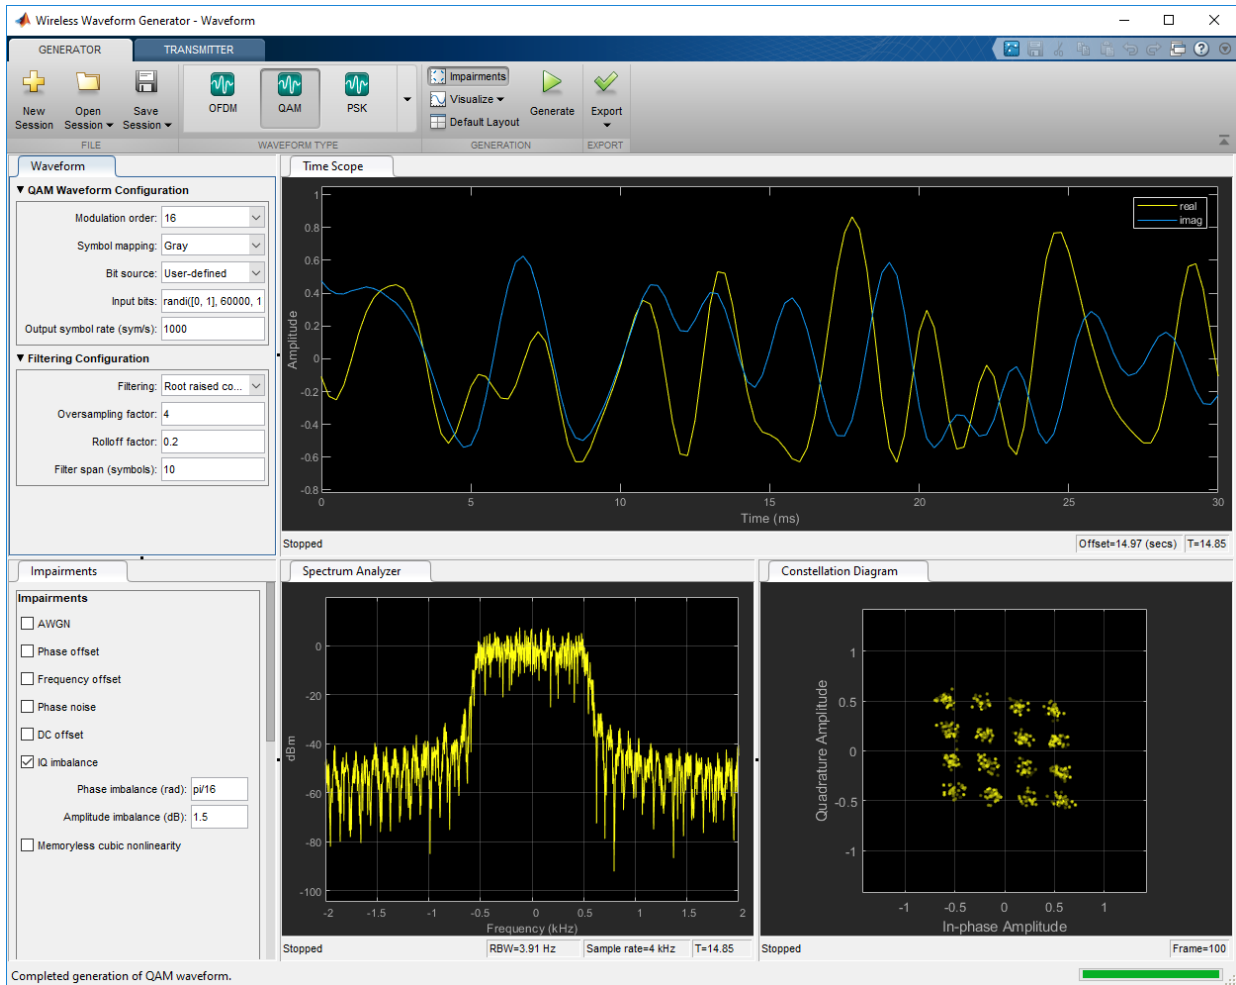 Wireless Waveform Generator - Waveform
GENERATOR TRANSMITTER
New Session Open Session Save Session
OFDM QAM PSK
Impairments
Visualize
Default Layout
Generate Export
FILE WAVEFORM TYPE GENERATION EXPORT
Waveform
QAM Waveform Configuration
Modulation order: 16
Symbol mapping: Gray
Bit source: User-defined
Input bits: randi([0, 1], 60000, 1
Output symbol rate (sym/s): 1000
Filtering Configuration
Filtering: Root raised co...
Oversampling factor: 4
Rolloff factor: 0.2
Filter span (symbols): 10
Time Scope
real
imag
1
0.8
0.6
0.4
0.2
0
-0.2
-0.4
-0.6
-0.8
Amplitude
0 5 10 15 20 25 30
Time (ms)
Stopped Offset=14.97 (secs) T=14.85
Impairments
Impairments
AWGN
Phase offset
Frequency offset
Phase noise
DC offset
IQ imbalance
Phase imbalance (rad): pi/16
Amplitude imbalance (dB): 1.5
Memoryless cubic nonlinearity
Spectrum Analyzer
0
-20
-40
-60
-80
-100
dBm
-2 -1.5 -1 -0.5 0 0.5 1 1.5 2
Frequency (kHz)
Stopped RBW=3.91 Hz Sample rate=4 kHz T=14.85
Constellation Diagram
1
0.5
0
-0.5
-1
Quadrature Amplitude
-1 -0.5 0 0.5 1
In-phase Amplitude
Stopped Frame=100
Completed generation of QAM waveform.